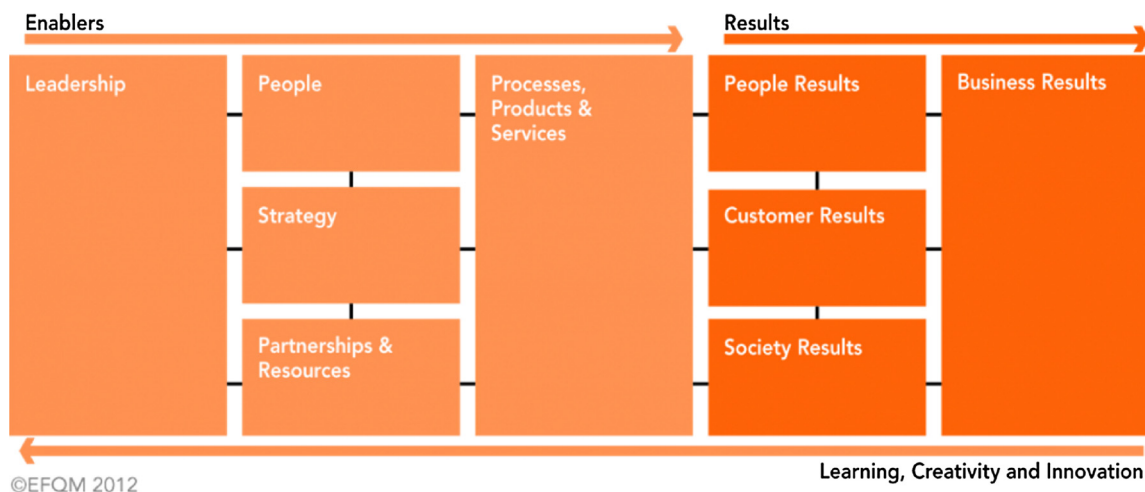 Enablers
Results
Leadership
People
Processes,
Products &
Services
People Results
Business Results
Strategy
Customer Results
Partnerships &
Resources
Society Results
Learning, Creativity and Innovation
©EFQM 2012